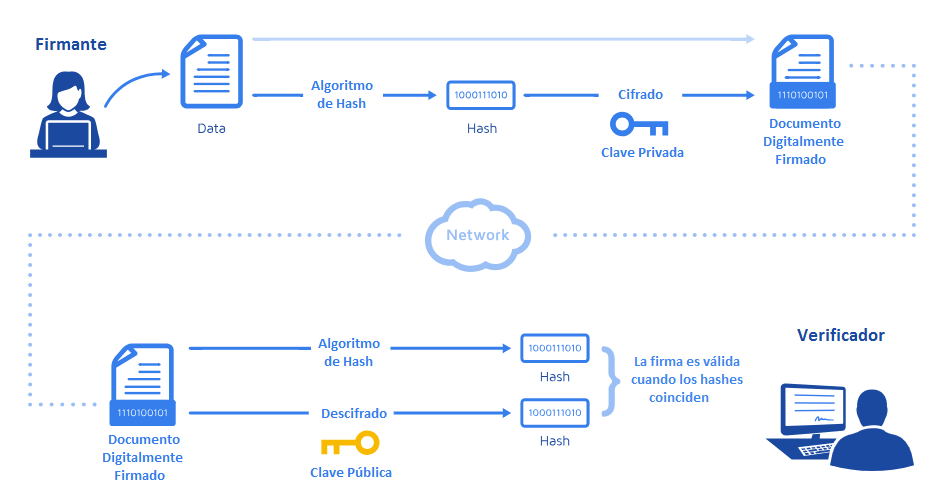 Firmante
Data
Algoritmo
de Hash
1000111010
Hash
Cifrado
Clave Privada
1110100101
Documento
Digitalmente
Firmado
Network
1110100101
Documento
Digitalmente
Firmado
Algoritmo
de Hash
1000111010
Hash
Descifrado
Clave Pública
1000111010
Hash
La firma es válida
cuando los hashes
coinciden
Verificador